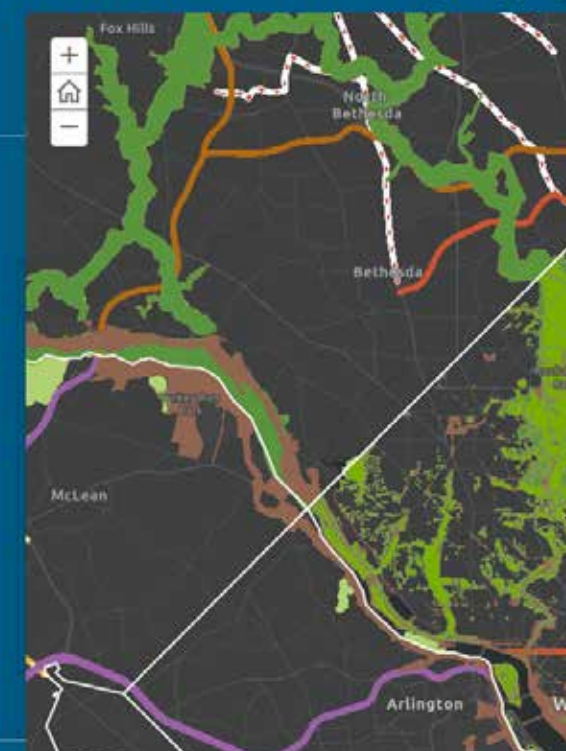 Fox Hills
+
−
North
Bethesda
Bethesda
McLean
Arlington
W